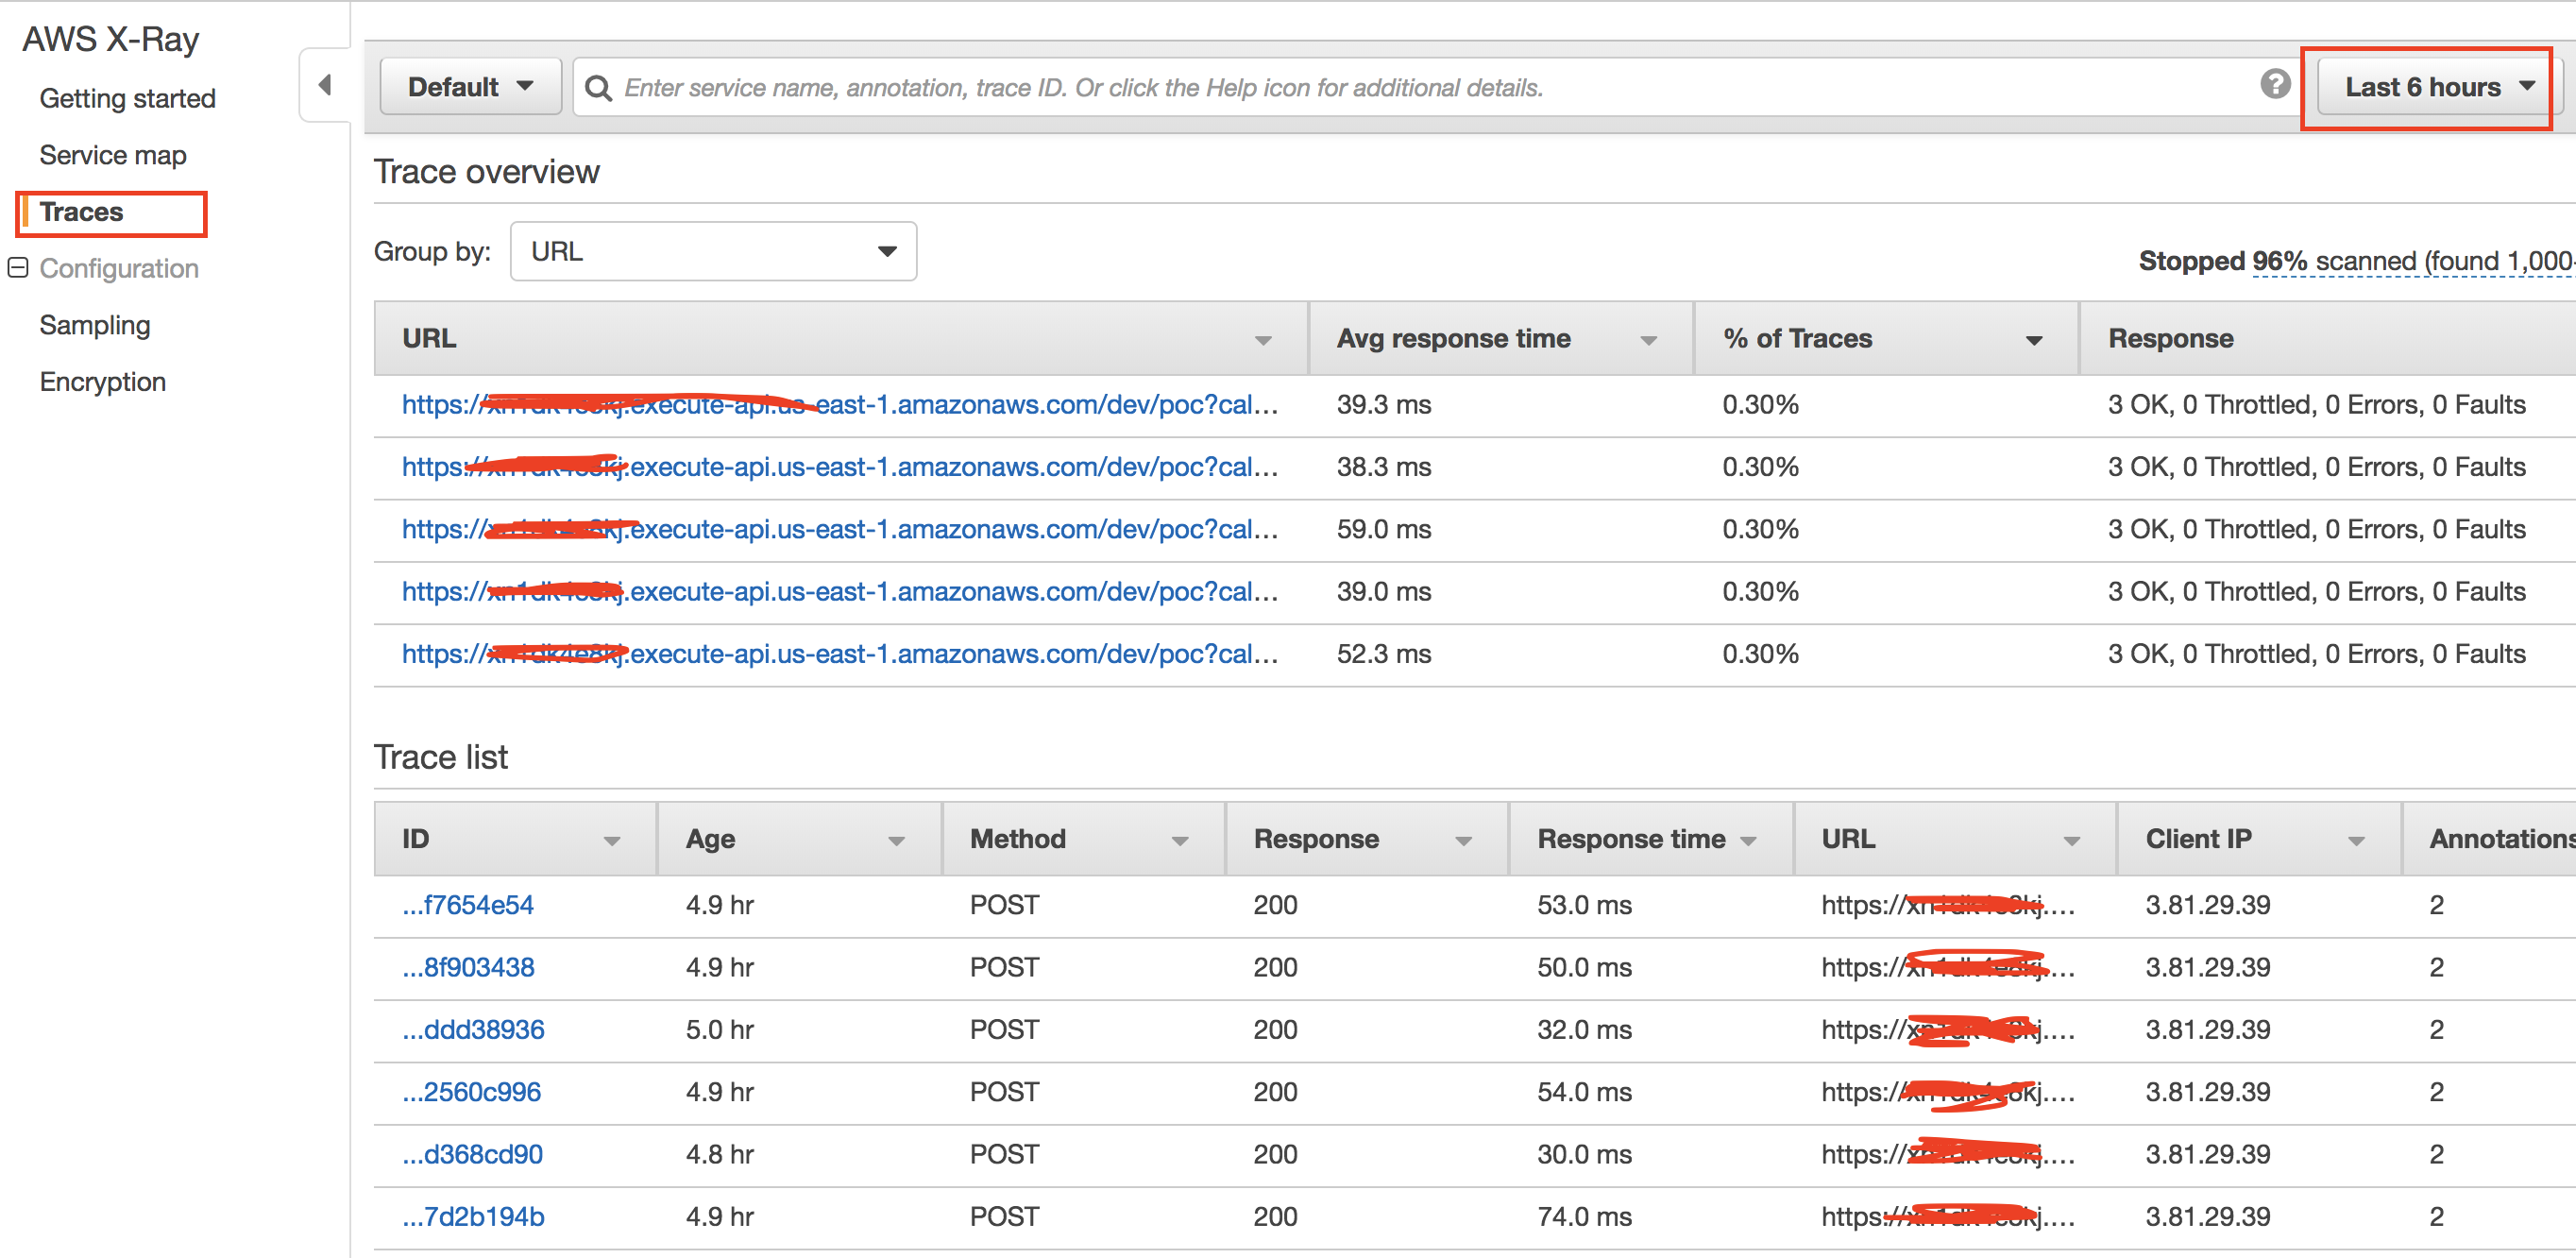 AWS X-Ray
Getting started
Service map
Traces
Configuration
Sampling
Encryption
Default
Enter service name, annotation, trace ID. Or click the Help icon for additional details.
?
Last 6 hours
Trace overview
Group by: URL
Stopped 96% scanned (found 1,000
URL Avg response time % of Traces Response
https:// .execute-api.us-east-1.amazonaws.com/dev/poc?cal... 39.3 ms 0.30% 3 OK, 0 Throttled, 0 Errors, 0 Faults
https:// .execute-api.us-east-1.amazonaws.com/dev/poc?cal... 38.3 ms 0.30% 3 OK, 0 Throttled, 0 Errors, 0 Faults
https:// .execute-api.us-east-1.amazonaws.com/dev/poc?cal... 59.0 ms 0.30% 3 OK, 0 Throttled, 0 Errors, 0 Faults
https:// .execute-api.us-east-1.amazonaws.com/dev/poc?cal... 39.0 ms 0.30% 3 OK, 0 Throttled, 0 Errors, 0 Faults
https:// .execute-api.us-east-1.amazonaws.com/dev/poc?cal... 52.3 ms 0.30% 3 OK, 0 Throttled, 0 Errors, 0 Faults
Trace list
ID Age Method Response Response time URL Client IP Annotations
...f7654e54 4.9 hr POST 200 53.0 ms https:// .... 3.81.29.39 2
...8f903438 4.9 hr POST 200 50.0 ms https:// .... 3.81.29.39 2
...ddd38936 5.0 hr POST 200 32.0 ms https:// .... 3.81.29.39 2
...2560c996 4.9 hr POST 200 54.0 ms https:// .... 3.81.29.39 2
...d368cd90 4.8 hr POST 200 30.0 ms https:// .... 3.81.29.39 2
...7d2b194b 4.9 hr POST 200 74.0 ms https:// .... 3.81.29.39 2